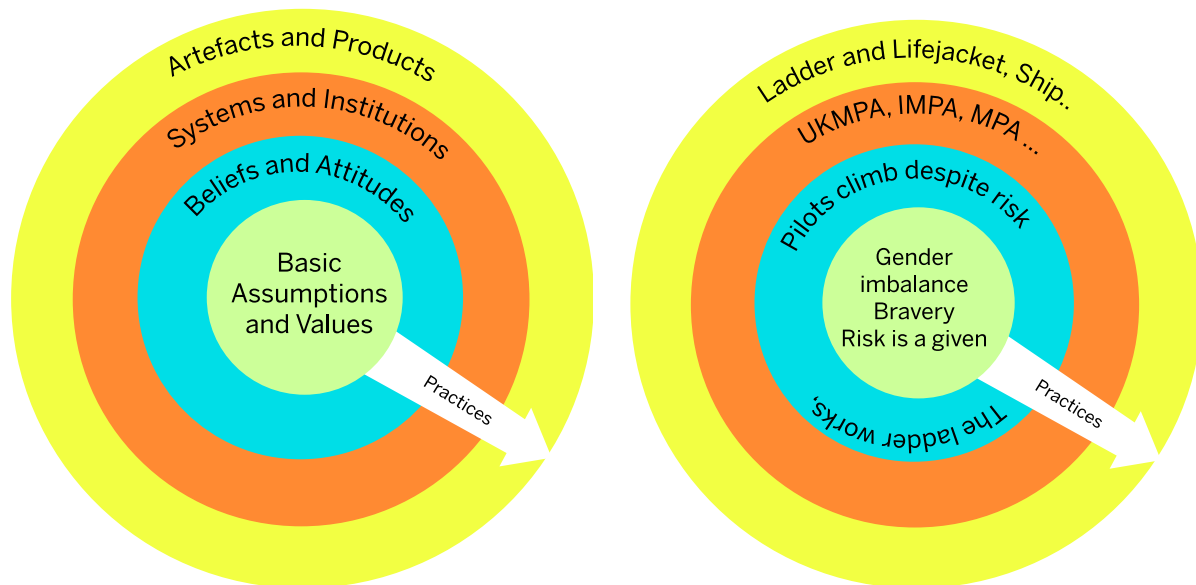 Artefacts and Products
Systems and Institutions
Beliefs and Attitudes
Basic
Assumptions
and Values
Practices
Ladder and Lifejacket, Ship..
UKMPA, IMPA, MPA ...
Pilots climb despite risk
Gender
imbalance
Bravery
Risk is a given
Practices
The ladder works,